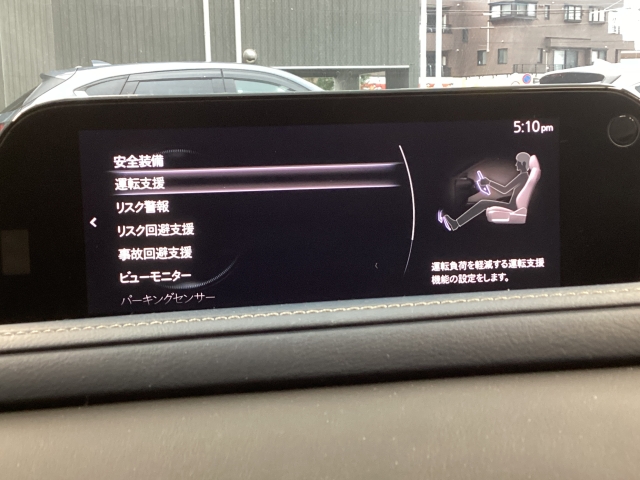 5:10pm
安全装備
運転支援
リスク警報
リスク回避支援
事故回避支援
ビューモニター
パーキングセンサー
運転負荷を軽減する運転支援
機能の設定をします。